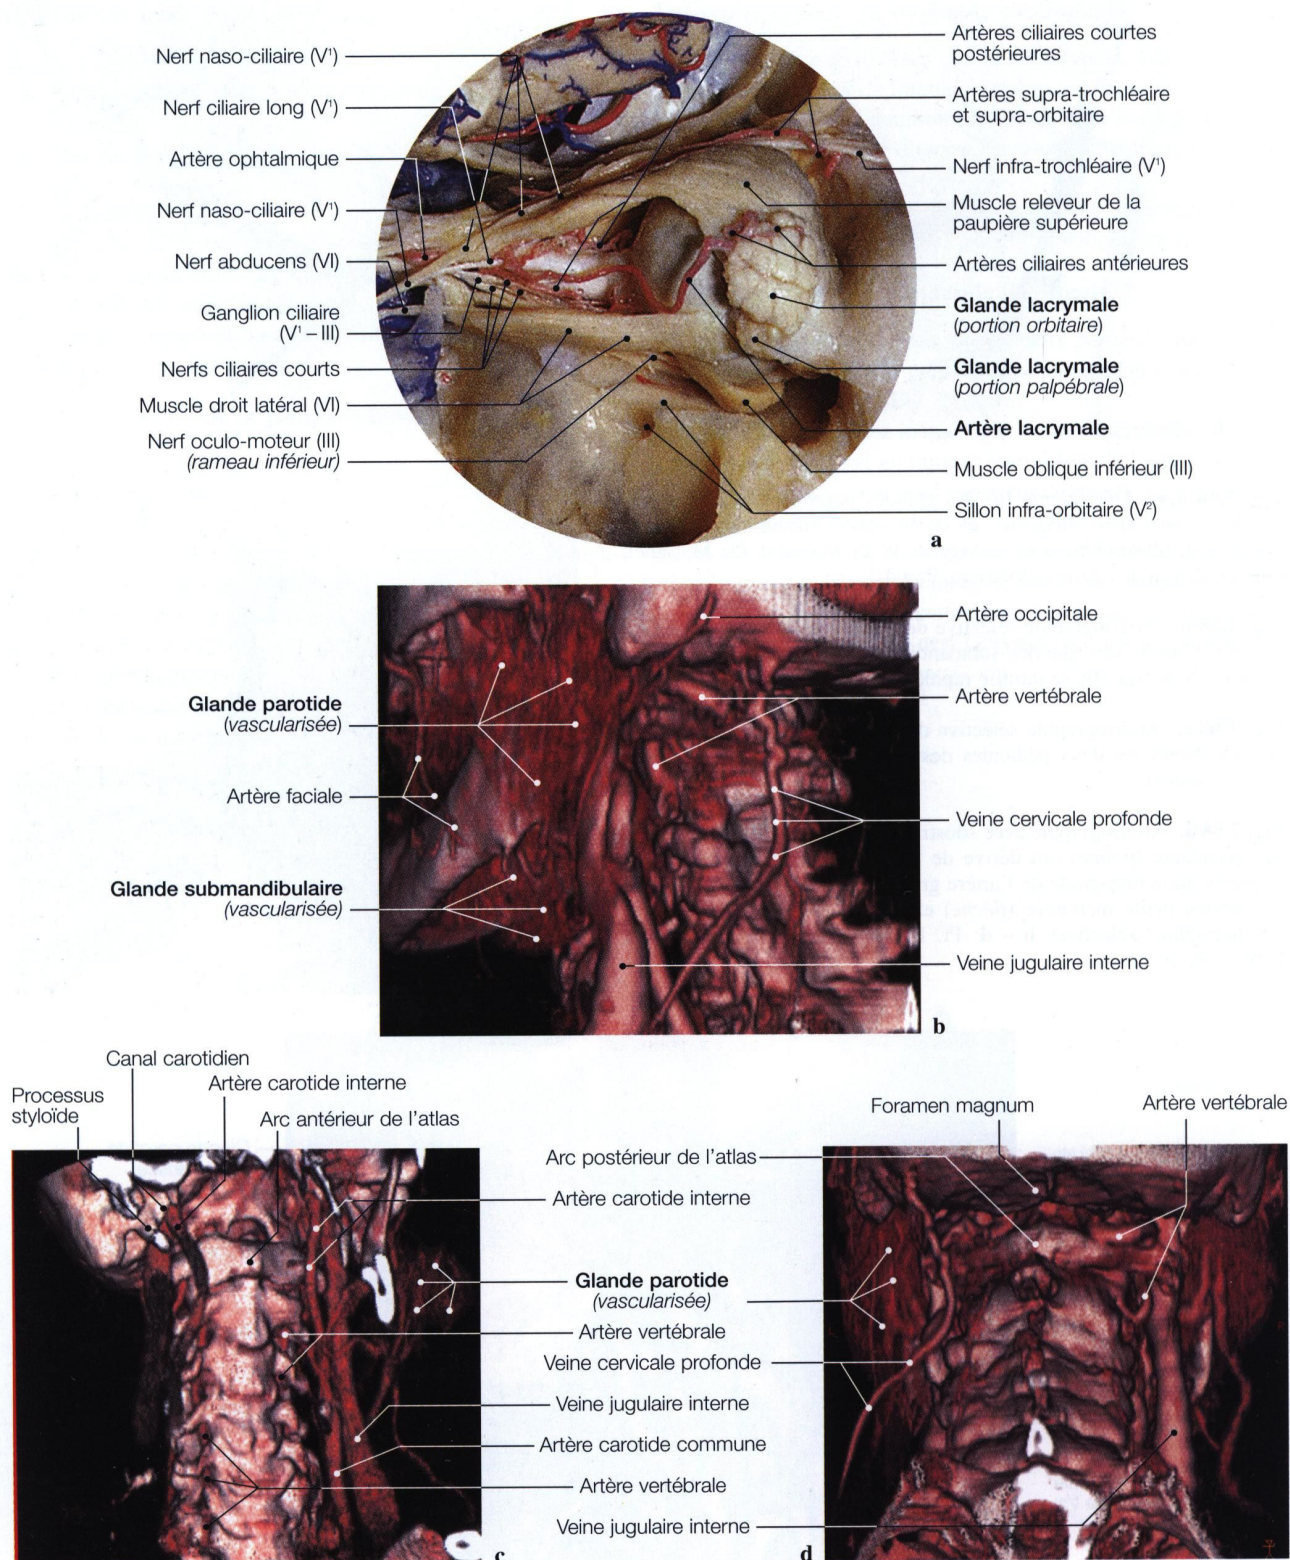 Nerf naso-ciliaire (V¹)
Nerf ciliaire long (V¹)
Artère ophtalmique
Nerf naso-ciliaire (V¹)
Nerf abducens (VI)
Ganglion ciliaire
(V¹ – III)
Nerfs ciliaires courts
Muscle droit latéral (VI)
Nerf oculo-moteur (III)
(rameau inférieur)
Artères ciliaires courtes
postérieures
Artères supra-trochléaire
et supra-orbitaire
Nerf infra-trochléaire (V¹)
Muscle releveur de la
paupière supérieure
Artères ciliaires antérieures
Glande lacrymale
(portion orbitaire)
Glande lacrymale
(portion palpébrale)
Artère lacrymale
Muscle oblique inférieur (III)
Sillon infra-orbitaire (V²)
a
Glande parotide
(vascularisée)
Artère faciale
Glande submandibulaire
(vascularisée)
Artère occipitale
Artère vertébrale
Veine cervicale profonde
Veine jugulaire interne
b
Canal carotidien
Processus
styloïde
Artère carotide interne
Arc antérieur de l'atlas
Foramen magnum
Artère vertébrale
Arc postérieur de l'atlas
Artère carotide interne
Glande parotide
(vascularisée)
Artère vertébrale
Veine cervicale profonde
Veine jugulaire interne
Artère carotide commune
Artère vertébrale
Veine jugulaire interne
c
d